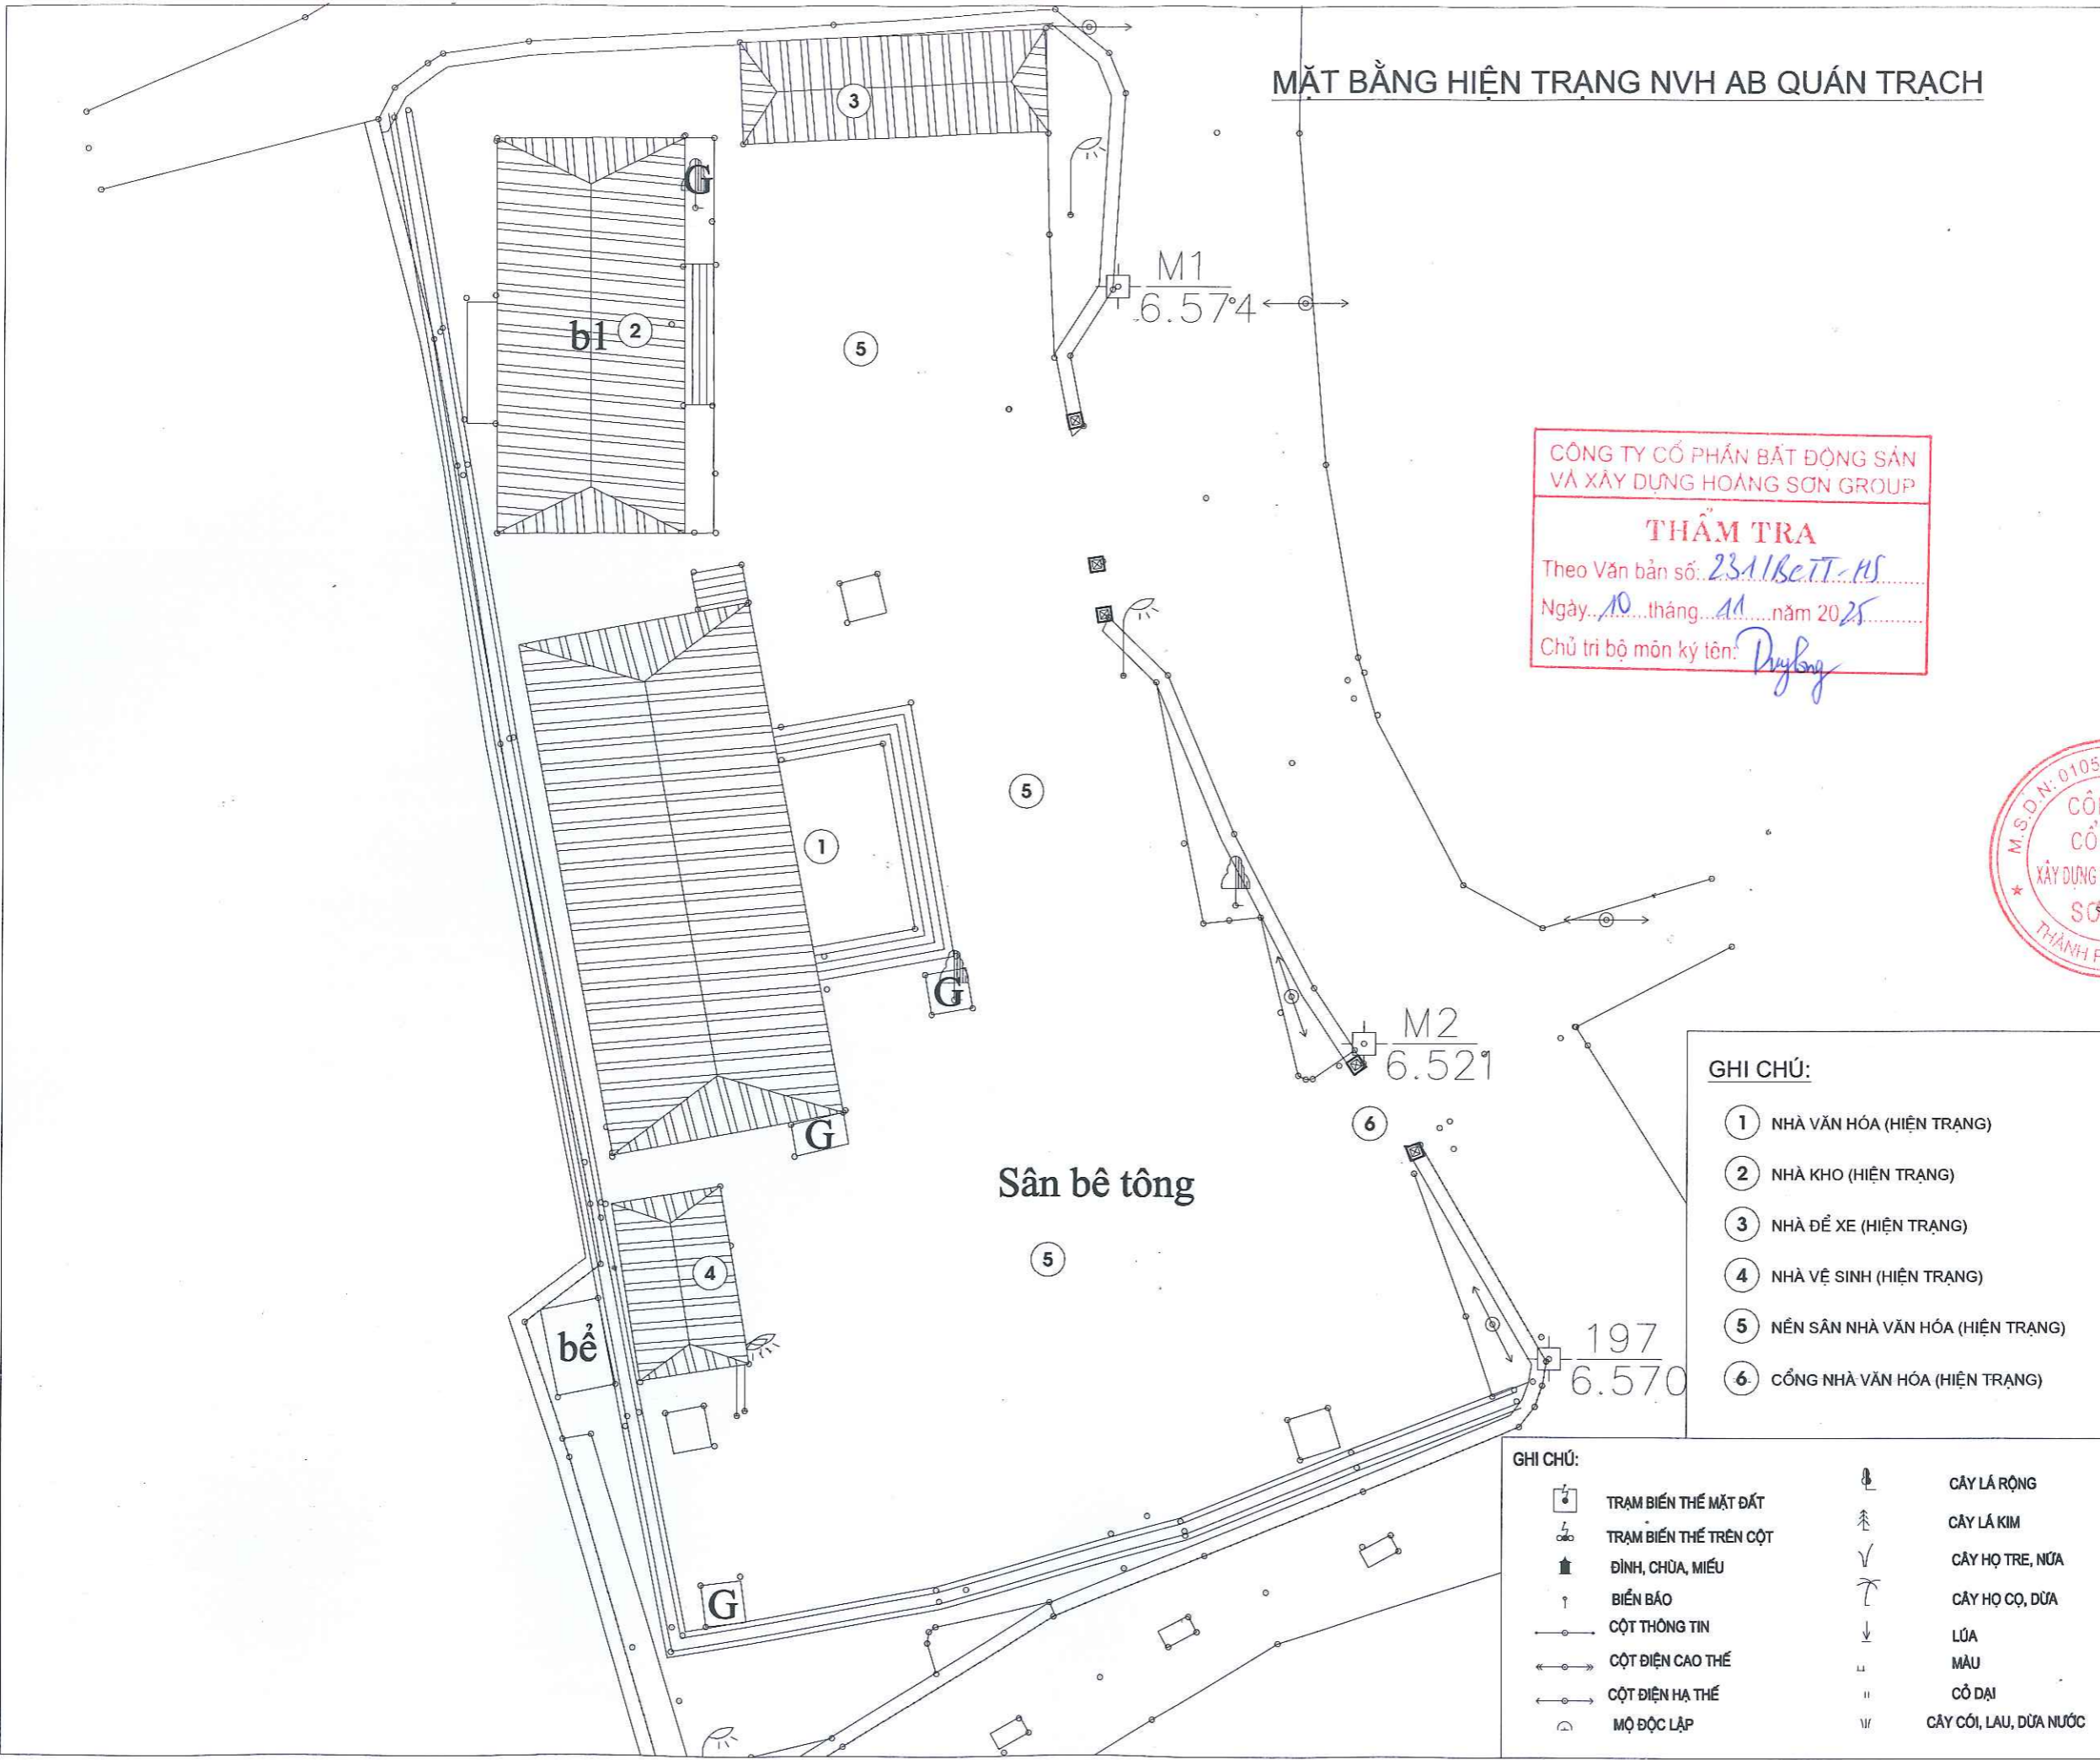 MẶT BẰNG HIỆN TRẠNG NVH AB QUÁN TRẠCH
3
G
M1
6.574
b1
2
5
CÔNG TY CỔ PHẦN BẤT ĐỘNG SẢN
VÀ XÂY DỰNG HOÀNG SƠN GROUP
THẨM TRA
Theo Văn bản số: 231/BCTT-HS
Ngày 10 tháng 11 năm 2025
Chủ trì bộ môn ký tên:
5
1
M.S.D.N: 0105
CÔ
CỔ
XÂY DỰNG
SƠ
THÀNH P
G
M2
6.521
6
G
Sân bê tông
5
4
bể
197
6.570
G
GHI CHÚ:
1 NHÀ VĂN HÓA (HIỆN TRẠNG)
2 NHÀ KHO (HIỆN TRẠNG)
3 NHÀ ĐỂ XE (HIỆN TRẠNG)
4 NHÀ VỆ SINH (HIỆN TRẠNG)
5 NỀN SÂN NHÀ VĂN HÓA (HIỆN TRẠNG)
6 CỔNG NHÀ VĂN HÓA (HIỆN TRẠNG)
GHI CHÚ:
TRẠM BIẾN THẾ MẶT ĐẤT
TRẠM BIẾN THẾ TRÊN CỘT
ĐÌNH, CHÙA, MIẾU
BIỂN BÁO
CỘT THÔNG TIN
CỘT ĐIỆN CAO THẾ
CỘT ĐIỆN HẠ THẾ
MỘ ĐỘC LẬP
CÂY LÁ RỘNG
CÂY LÁ KIM
CÂY HỌ TRE, NỨA
CÂY HỌ CỌ, DỪA
LÚA
MÀU
CỎ DẠI
CÂY CÓI, LAU, DỪA NƯỚC